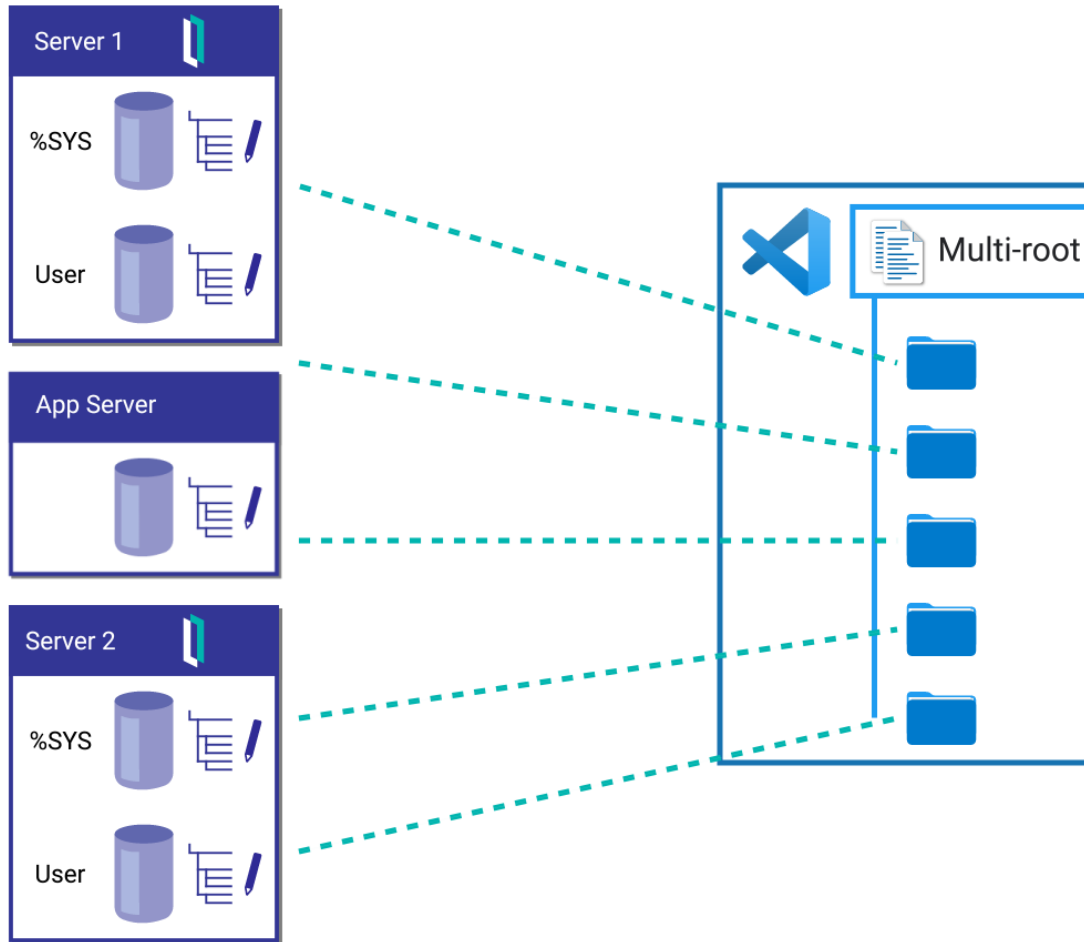 Server 1
%SYS
User
App Server
Server 2
%SYS
User
Multi-root